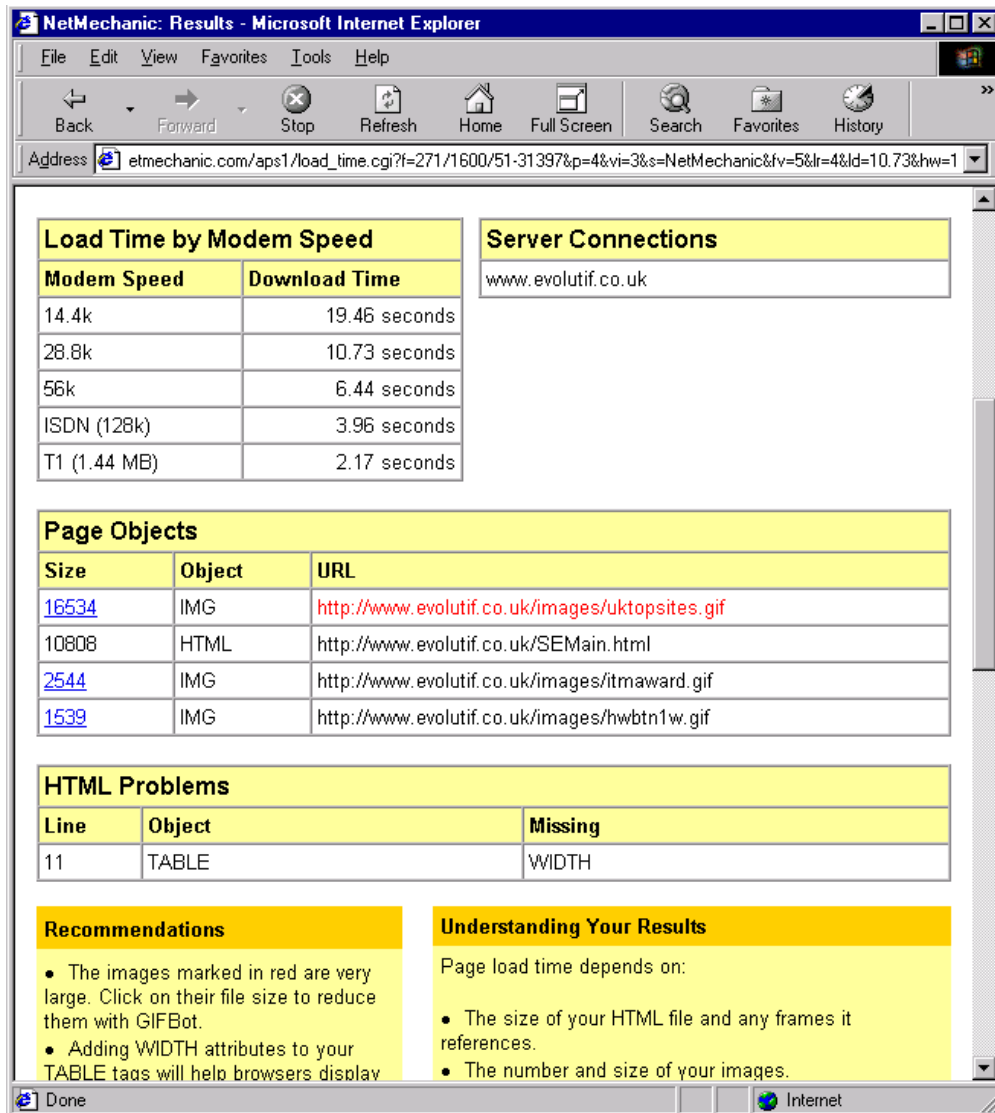 NetMechanic: Results - Microsoft Internet Explorer
File Edit View Favorites Tools Help
Back Forward Stop Refresh Home Full Screen Search Favorites History »
Address etmechanic.com/aps1/load_time.cgi?f=271/1600/51-31397&p=4&vi=3&s=NetMechanic&fv=5&lr=4&ld=10.73&hw=1
Load Time by Modem Speed
Modem Speed Download Time
14.4k 19.46 seconds
28.8k 10.73 seconds
56k 6.44 seconds
ISDN (128k) 3.96 seconds
T1 (1.44 MB) 2.17 seconds
Server Connections
www.evolutif.co.uk
Page Objects
Size Object URL
16534 IMG http://www.evolutif.co.uk/images/uktopsites.gif
10808 HTML http://www.evolutif.co.uk/SEMain.html
2544 IMG http://www.evolutif.co.uk/images/itmaward.gif
1539 IMG http://www.evolutif.co.uk/images/hwbtn1w.gif
HTML Problems
Line Object Missing
11 TABLE WIDTH
Recommendations
• The images marked in red are very
large. Click on their file size to reduce
them with GIFBot.
• Adding WIDTH attributes to your
TABLE tags will help browsers display
Understanding Your Results
Page load time depends on:
• The size of your HTML file and any frames it
references.
• The number and size of your images.
Done Internet